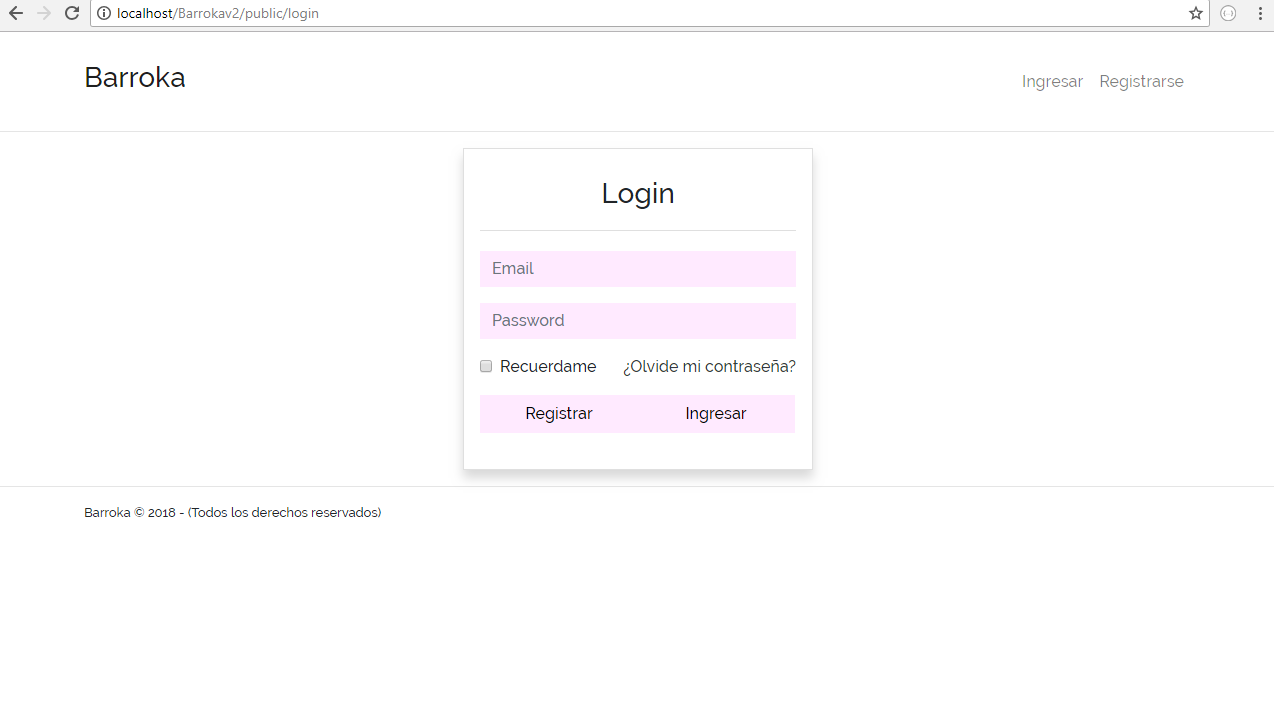 localhost/Barrokav2/public/login
Barroka
Ingresar Registrarse
Login
Email
Password
Recuerdame ¿Olvide mi contraseña?
Registrar Ingresar
Barroka © 2018 - (Todos los derechos reservados)